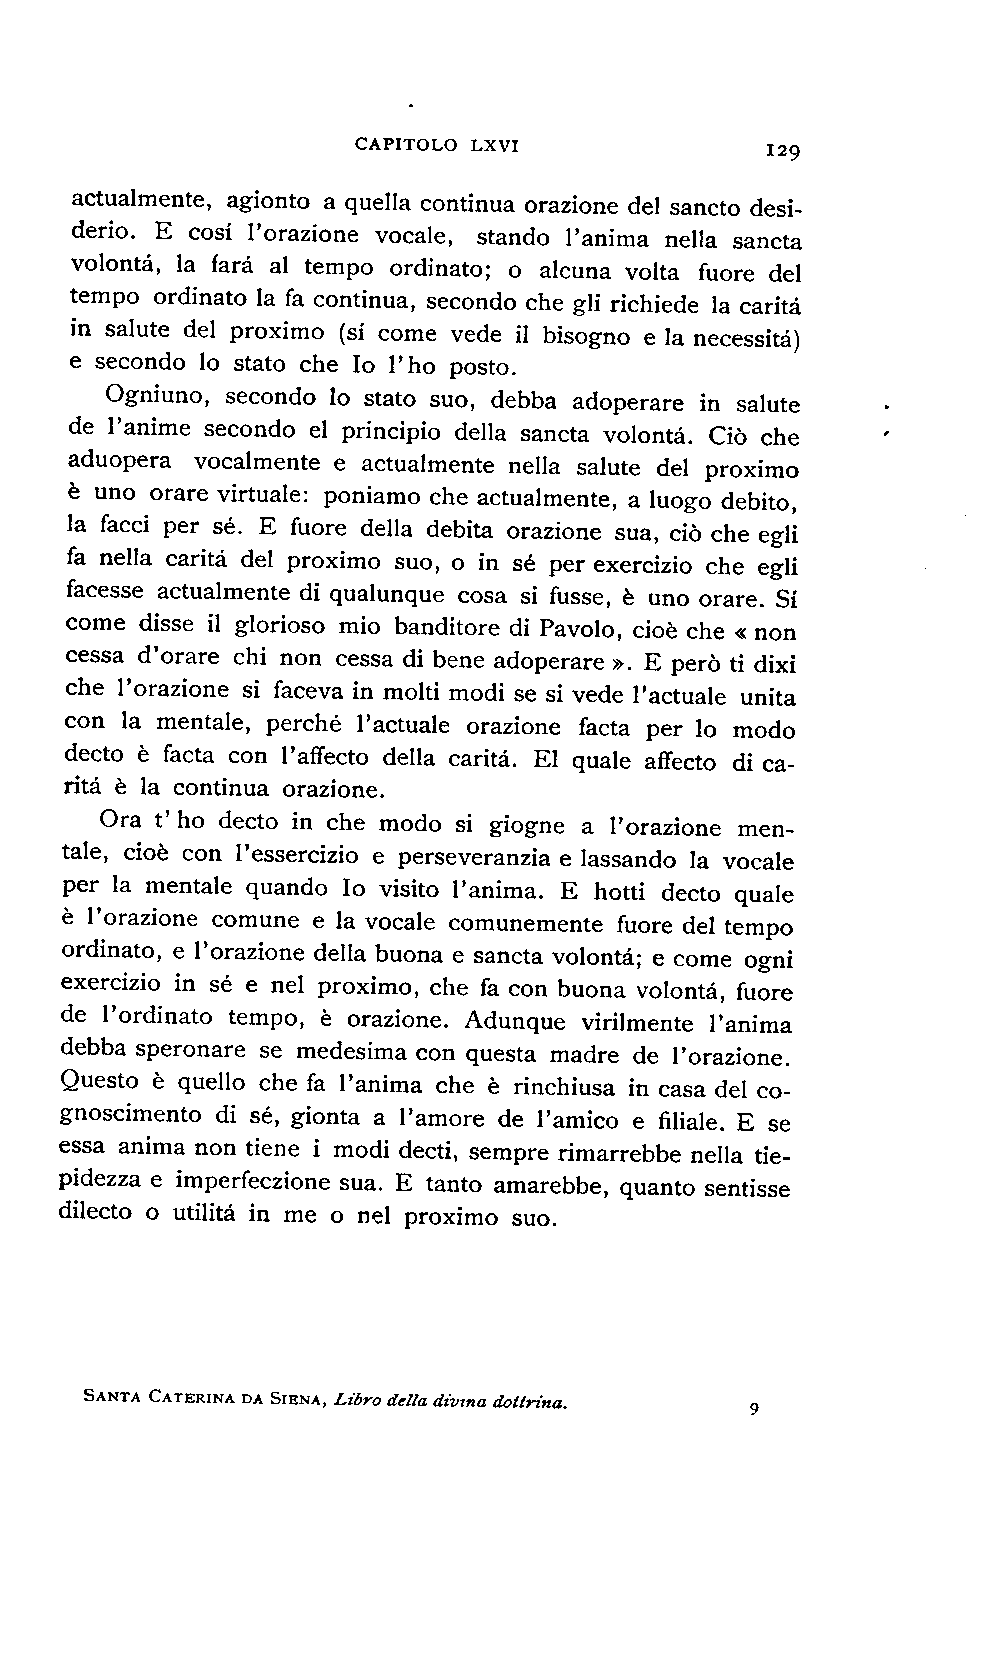 CAPITOLO LXVI 129
actualmente, agionto a quella continua orazione del sancto desi-
derio. E cosí l'orazione vocale, stando l'anima nella sancta
volontá, la fará al tempo ordinato; o alcuna volta fuore del
tempo ordinato la fa continua, secondo che gli richiede la caritá
in salute del proximo (sí come vede il bisogno e la necessitá)
e secondo lo stato che Io l'ho posto.
Ogniuno, secondo lo stato suo, debba adoperare in salute
de l'anime secondo el principio della sancta volontá. Ciò che
aduopera vocalmente e actualmente nella salute del proximo
è uno orare virtuale: poniamo che actualmente, a luogo debito,
la facci per sé. E fuore della debita orazione sua, ciò che egli
fa nella caritá del proximo suo, o in sé per exercizio che egli
facesse actualmente di qualunque cosa si fusse, è uno orare. Sí
come disse il glorioso mio banditore di Pavolo, cioè che « non
cessa d'orare chi non cessa di bene adoperare ». E però ti dixi
che l'orazione si faceva in molti modi se si vede l'actuale unita
con la mentale, perché l'actuale orazione facta per lo modo
decto è facta con l'affecto della caritá. El quale affecto di ca-
ritá è la continua orazione.
Ora t'ho decto in che modo si giogne a l'orazione men-
tale, cioè con l'essercizio e perseveranzia e lassando la vocale
per la mentale quando Io visito l'anima. E hotti decto quale
è l'orazione comune e la vocale comunemente fuore del tempo
ordinato, e l'orazione della buona e sancta volontá; e come ogni
exercizio in sé e nel proximo, che fa con buona volontá, fuore
de l'ordinato tempo, è orazione. Adunque virilmente l'anima
debba speronare se medesima con questa madre de l'orazione.
Questo è quello che fa l'anima che è rinchiusa in casa del co-
gnoscimento di sé, gionta a l'amore de l'amico e filiale. E se
essa anima non tiene i modi decti, sempre rimarrebbe nella tie-
pidezza e imperfeczione sua. E tanto amarebbe, quanto sentisse
dilecto o utilitá in me o nel proximo suo.
SANTA CATERINA DA SIENA, Libro della divina dottrina. 9